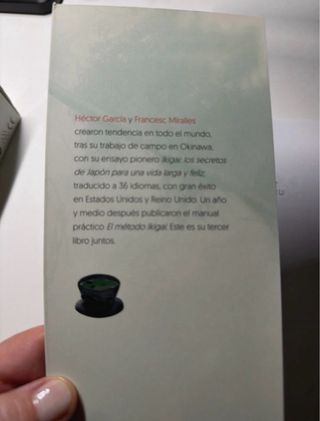 Héctor García y Francesc Miralles
crearon tendencia en todo el mundo,
tras su trabajo de campo en Okinawa,
con su ensayo pionero Ikigai: los secretos
de Japón para una vida larga y feliz,
traducido a 36 idiomas, con gran éxito
en Estados Unidos y Reino Unido. Un año
y medio después publicaron el manual
práctico El método Ikigai. Este es su tercer
libro juntos.